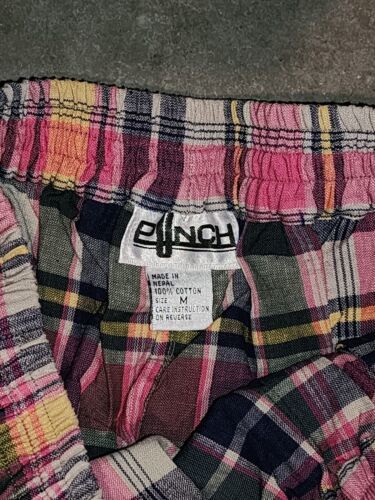 PUNCH
MADE IN
NEPAL
100% COTTON
SIZE: M
CARE INSTRUCTION
ON REVERSE